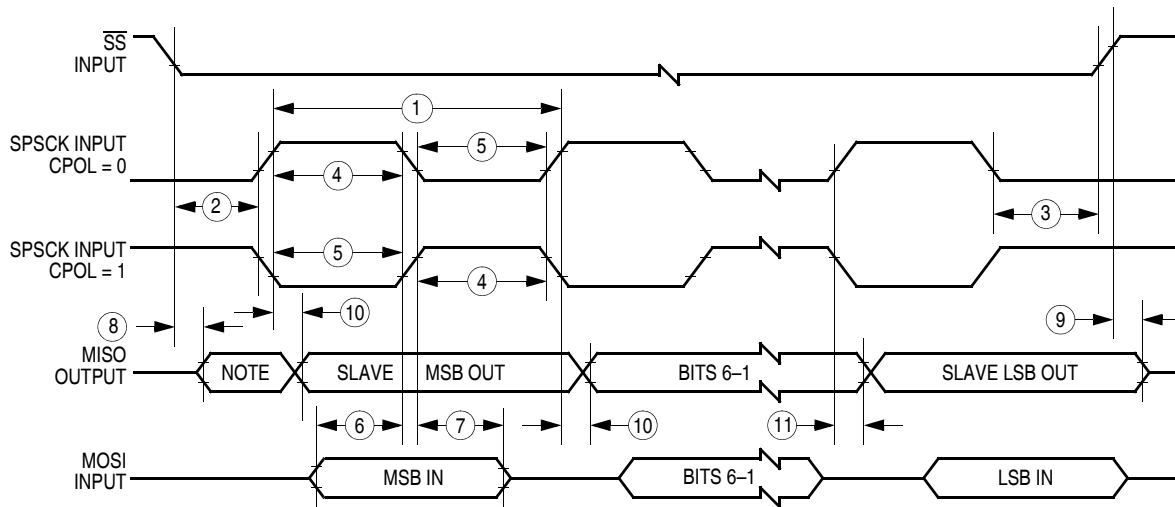 SS
INPUT
1
SPSCK INPUT
CPOL = 0
5
4
2
3
SPSCK INPUT
CPOL = 1
5
4
8
10
9
MISO
OUTPUT
NOTE
SLAVE MSB OUT
BITS 6–1
SLAVE LSB OUT
6
7
10
11
MOSI
INPUT
MSB IN
BITS 6–1
LSB IN